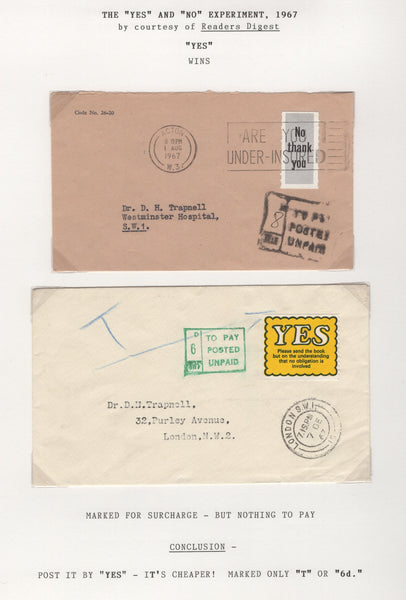 THE "YES" AND "NO" EXPERIMENT, 1967
by courtesy of Readers Digest
"YES"
WINS
Code No. 26-20
ACTON
1 AUG
1967
W.3
ARE YOU
UNDER-INSURED
No
thank
you
Dr. D. H. Trapnell,
Westminster Hospital,
S.W.1.
8
TO PAY
POSTED
UNPAID
T
D
6
TO PAY
POSTED
UNPAID
YES
Please send the book
but on the understanding
that no obligation is
involved
Dr.D.H.Trapnell,
32,Purley Avenue,
London,N.W.2.
LONDON S.W.1
7 DE
67
MARKED FOR SURCHARGE - BUT NOTHING TO PAY
CONCLUSION -
POST IT BY "YES" - IT'S CHEAPER! MARKED ONLY "T" OR "6d."